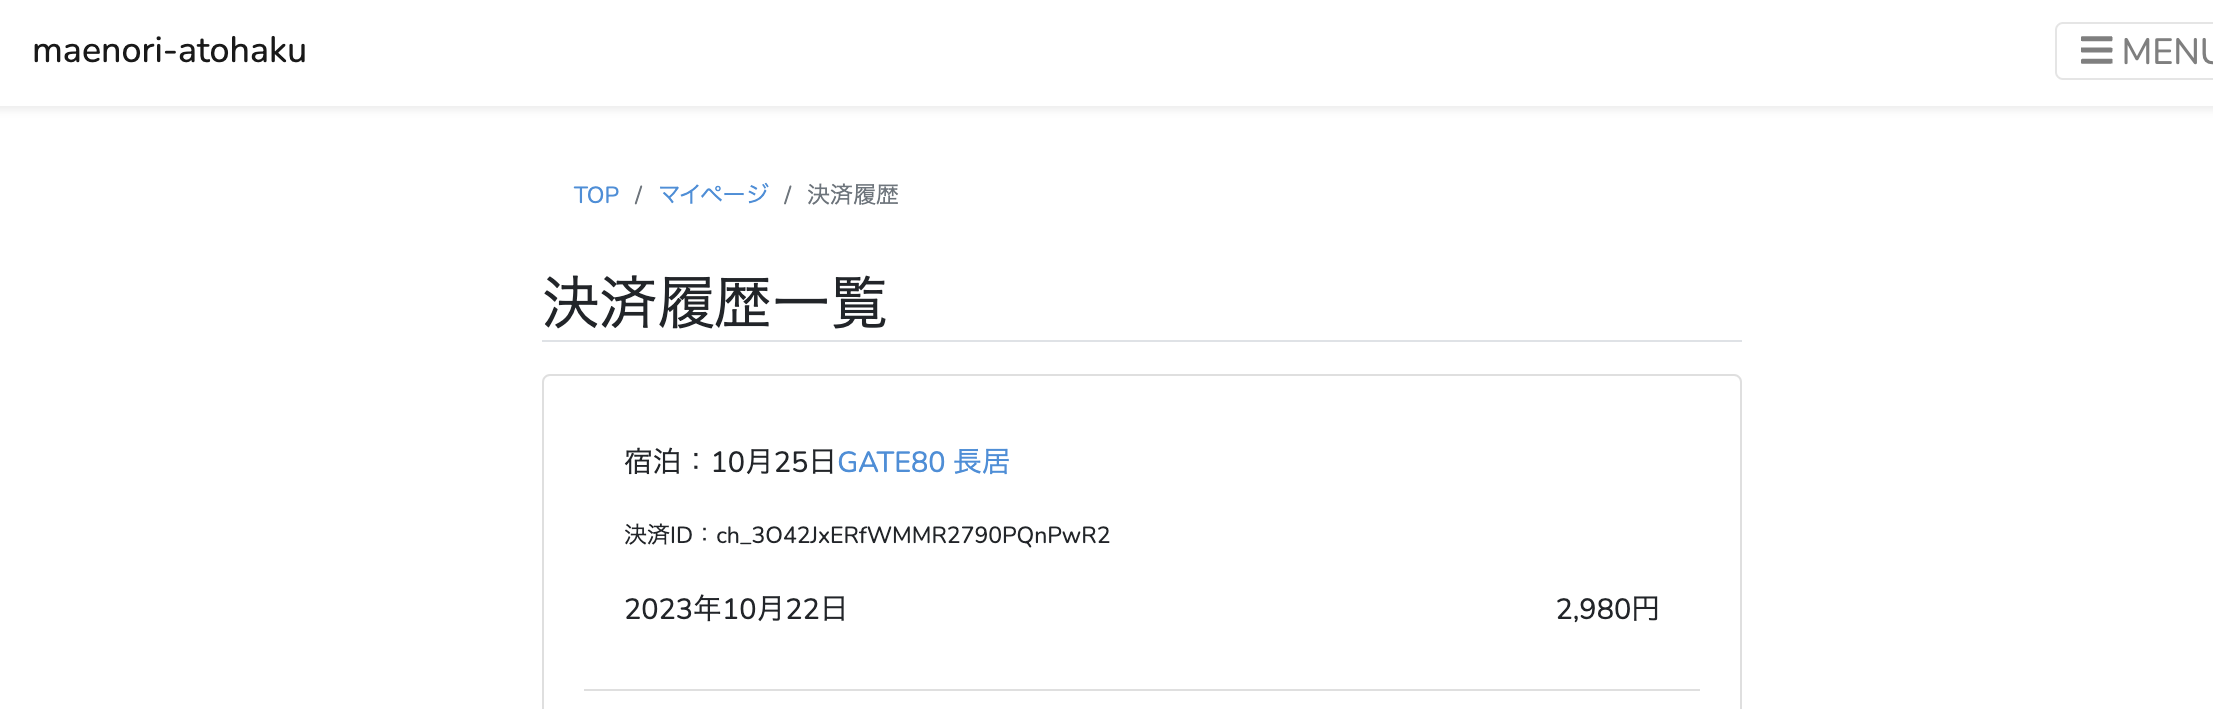 maenori-atohaku
MENU
TOP / マイページ / 決済履歴
決済履歴一覧
宿泊：10月25日GATE80 長居
決済ID：ch_3O42JxERfWMMR2790PQnPwR2
2023年10月22日 2,980円